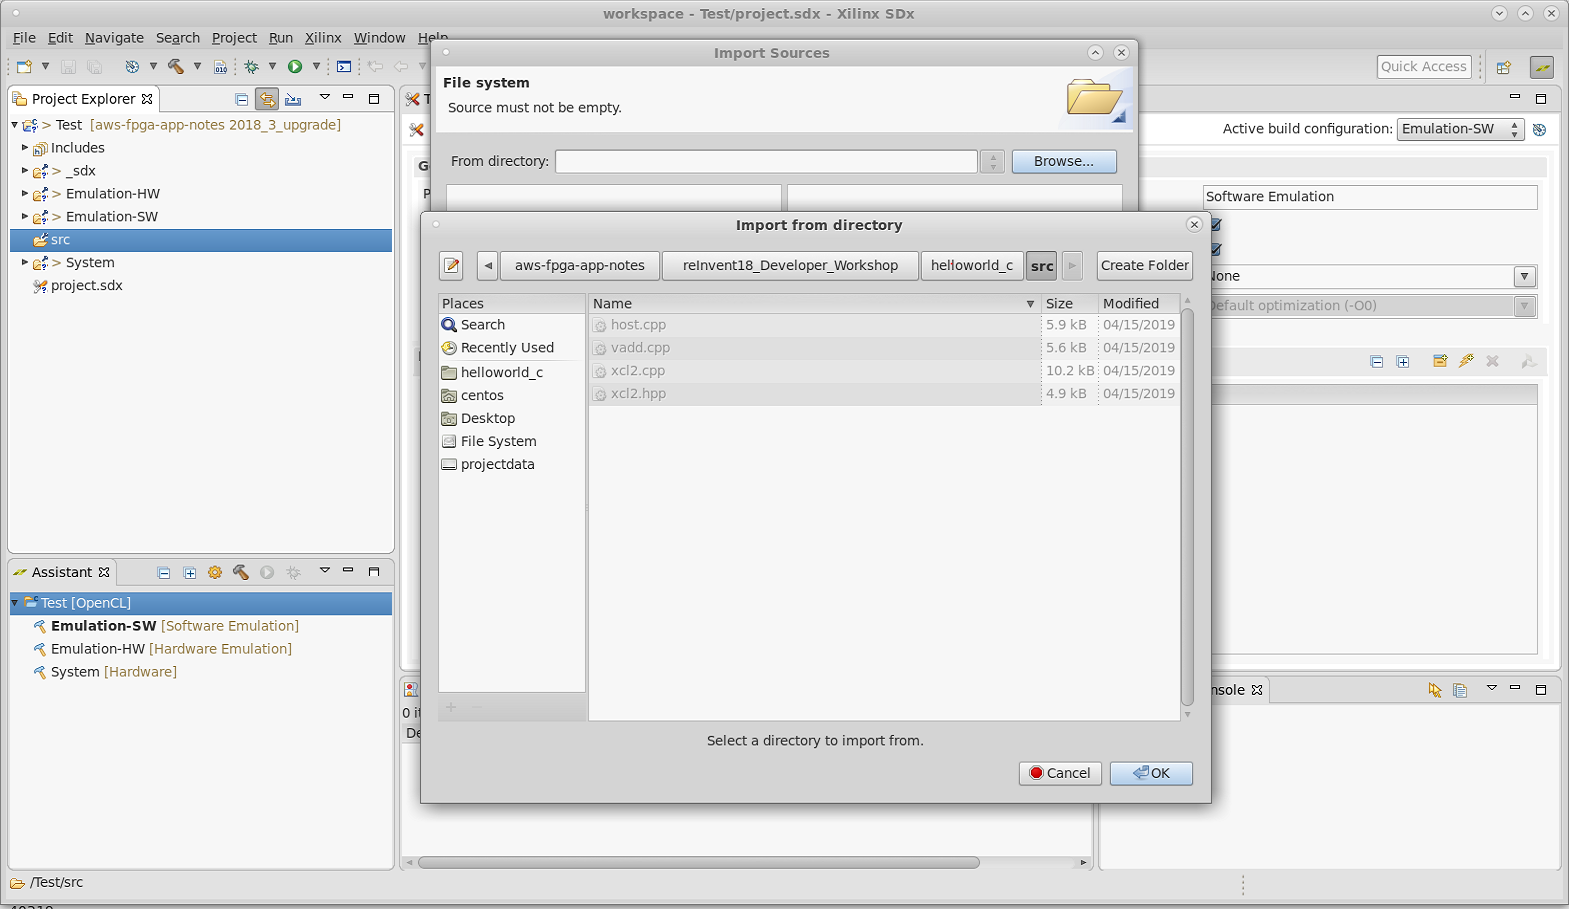 workspace - Test/project.sdx - Xilinx SDx
File Edit Navigate Search Project Run Xilinx Window Help
Quick Access
Project Explorer
Test [aws-fpga-app-notes 2018_3_upgrade]
Includes
> _sdx
> Emulation-HW
> Emulation-SW
src
> System
project.sdx
Assistant
Test [OpenCL]
Emulation-SW [Software Emulation]
Emulation-HW [Hardware Emulation]
System [Hardware]
/Test/src
Import Sources
File system
Source must not be empty.
From directory:
Browse...
Active build configuration: Emulation-SW
Software Emulation
None
Default optimization (-O0)
Import from directory
aws-fpga-app-notes reInvent18_Developer_Workshop helloworld_c src Create Folder
Places
Search
Recently Used
helloworld_c
centos
Desktop
File System
projectdata
Name Size Modified
host.cpp 5.9 kB 04/15/2019
vadd.cpp 5.6 kB 04/15/2019
xcl2.cpp 10.2 kB 04/15/2019
xcl2.hpp 4.9 kB 04/15/2019
Select a directory to import from.
Cancel OK